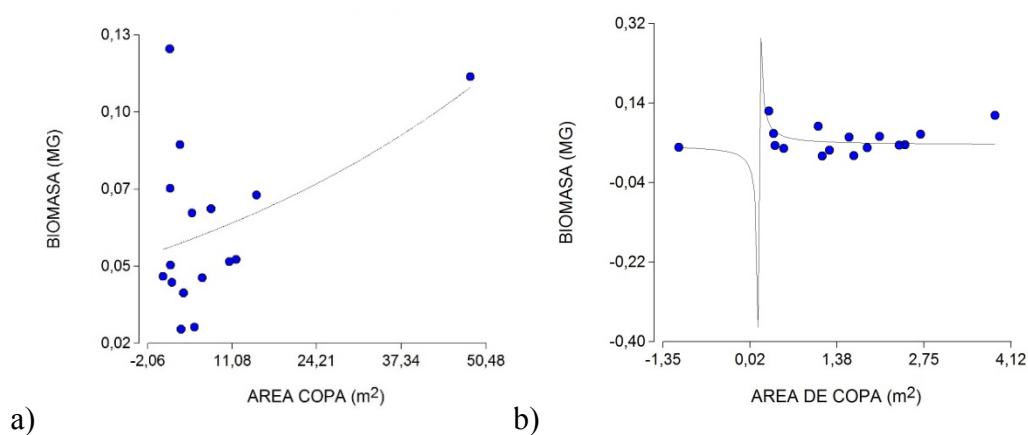 0,13
0,10
0,07
0,05
0,02
BIOMASA (MG)
-2,06 11,08 24,21 37,34 50,48
AREA COPA (m²)
a)
0,32
0,14
-0,04
-0,22
-0,40
BIOMASA (MG)
-1,35 0,02 1,38 2,75 4,12
AREA DE COPA (m²)
b)